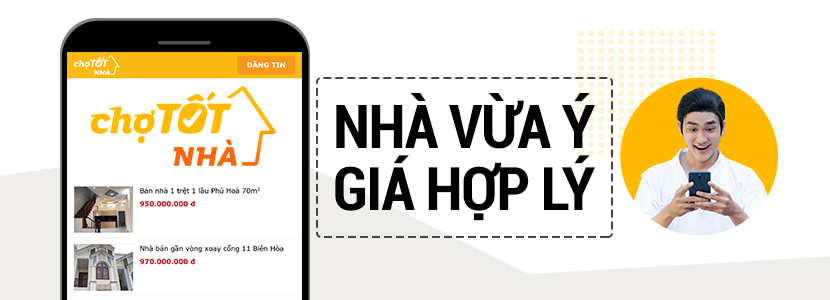 chợTỐT
NHÀ
ĐĂNG TIN
chợTỐT
NHÀ
Bán nhà 1 trệt 1 lầu Phú Hoà 70m²
950.000.000 đ
Nhà bán gần vòng xoay cổng 11 Biên Hòa
970.000.000 đ
NHÀ VỪA Ý
GIÁ HỢP LÝ